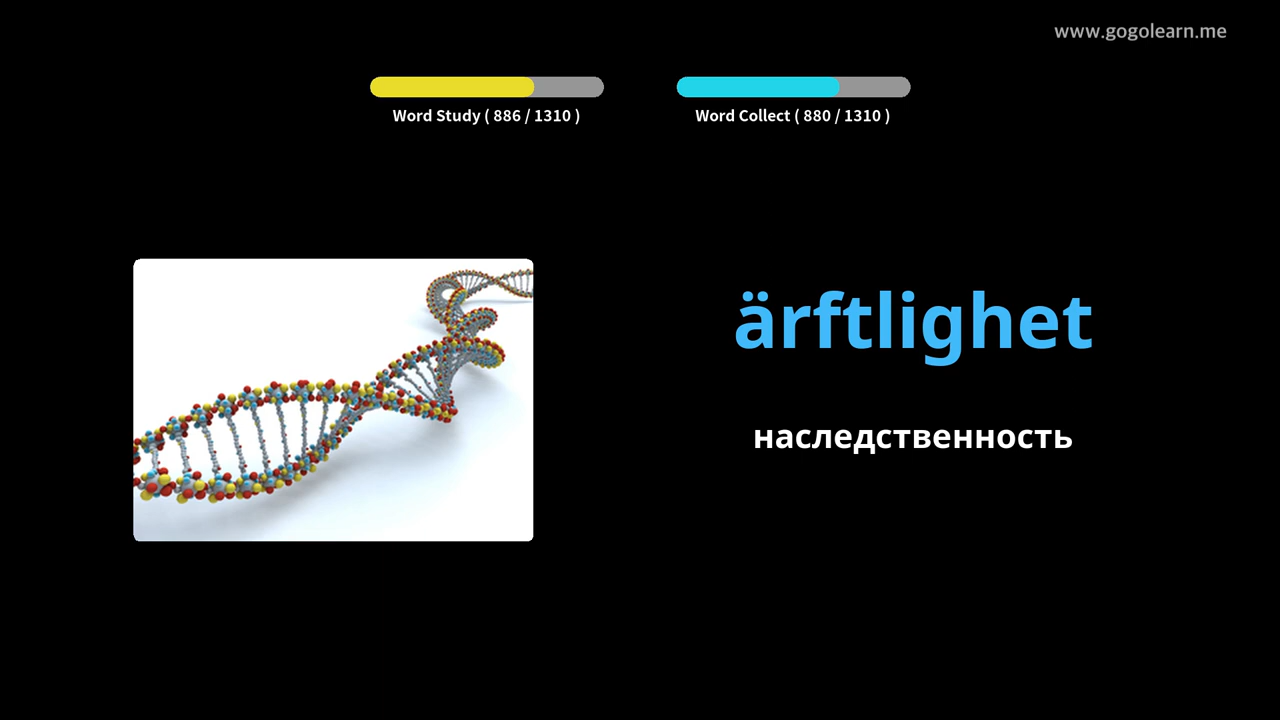 www.gogolearn.me
Word Study ( 886 / 1310 )
Word Collect ( 880 / 1310 )
ärftlighet
наследственность